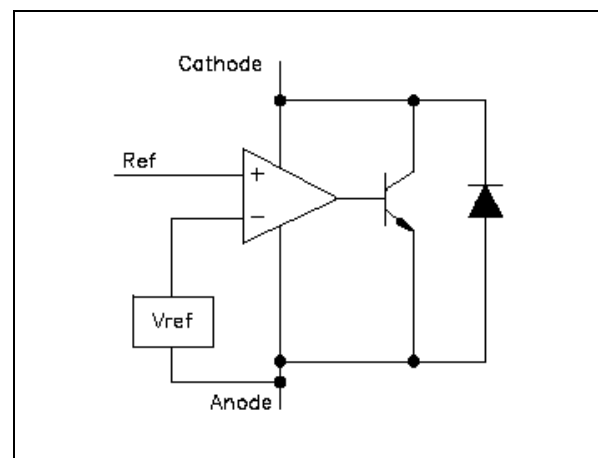 Cathode
Ref
+
−
Vref
Anode